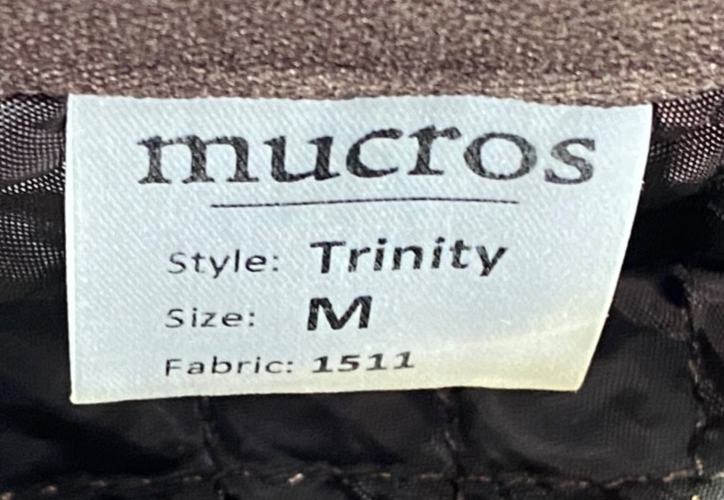 mucros
Style: Trinity
Size: M
Fabric: 1511